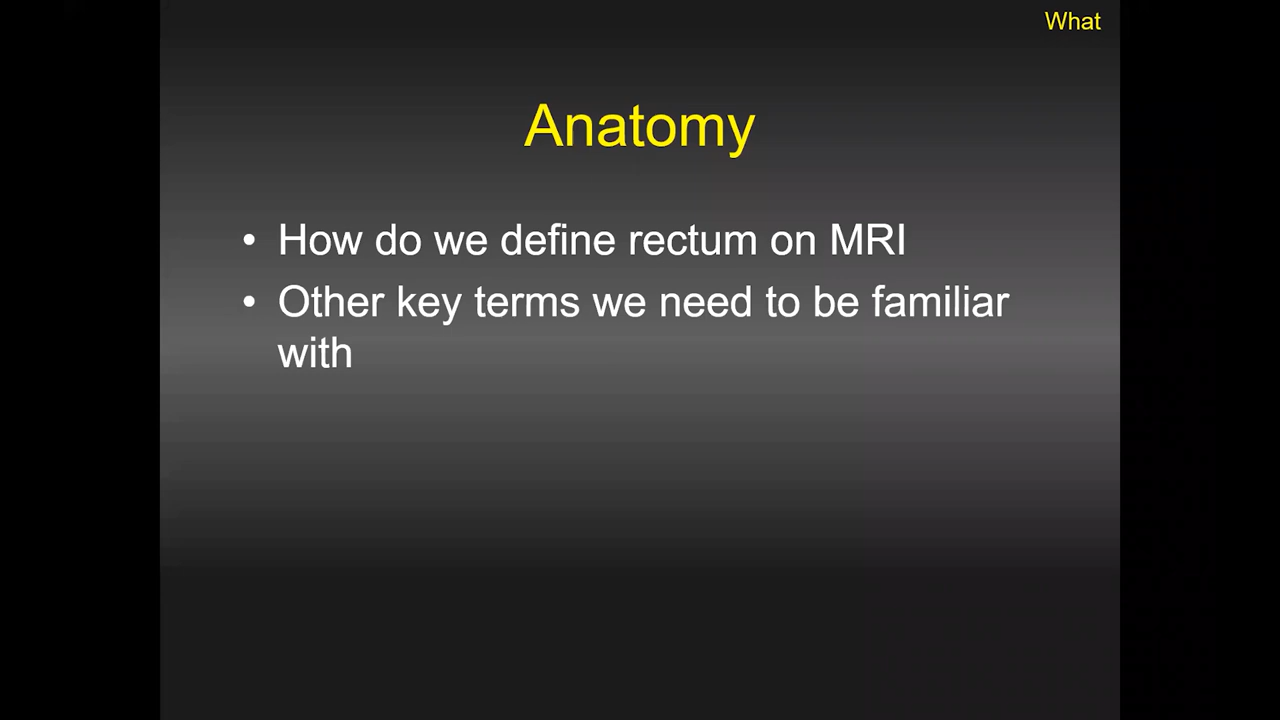 What
Anatomy
• How do we define rectum on MRI
• Other key terms we need to be familiar
with